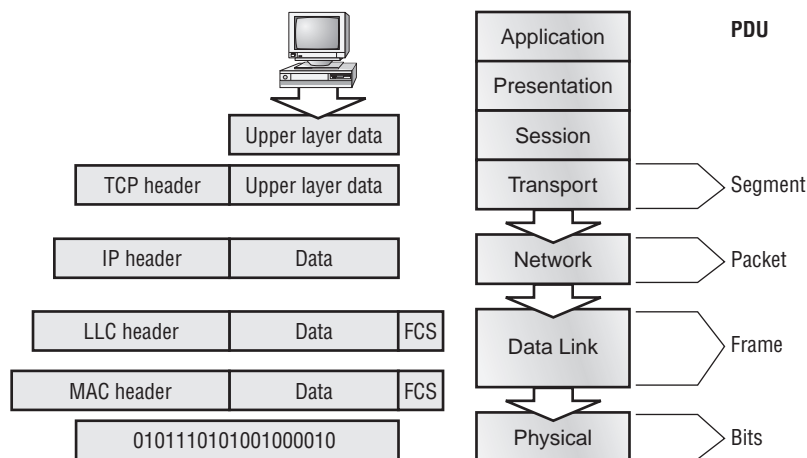 Application
PDU
Presentation
Upper layer data
Session
TCP header Upper layer data
Transport
Segment
IP header Data
Network
Packet
LLC header Data FCS
Data Link
Frame
MAC header Data FCS
0101110101001000010
Physical
Bits